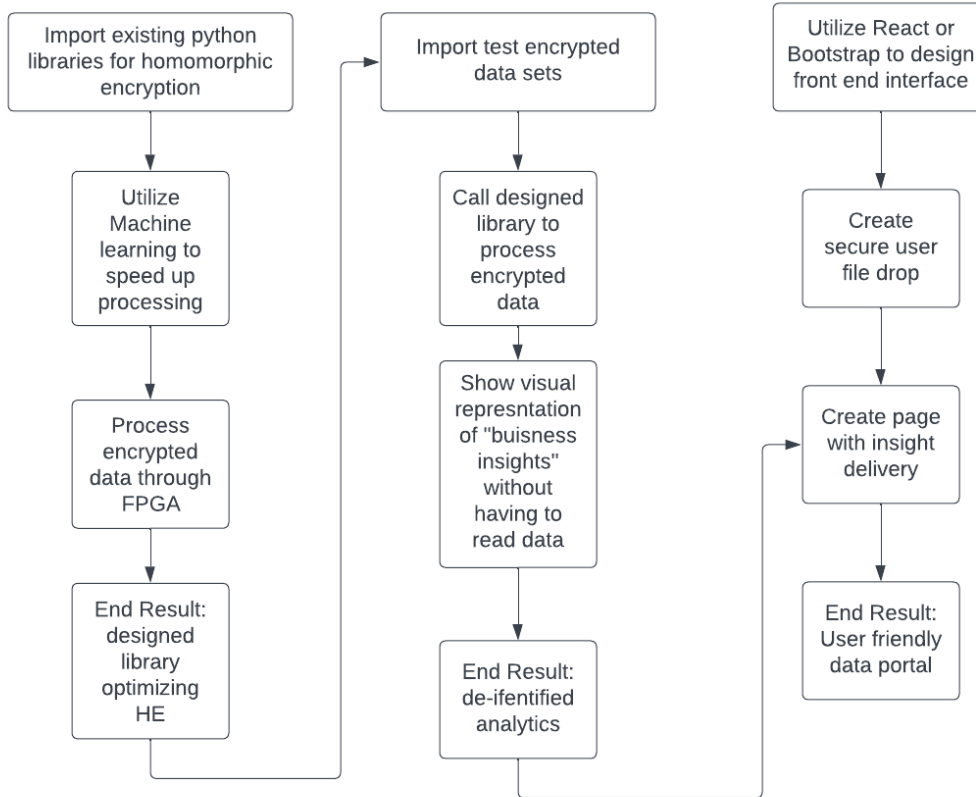 Import existing python
libraries for homomorphic
encryption
Utilize
Machine
learning to
speed up
processing
Process
encrypted
data through
FPGA
End Result:
designed
library
optimizing
HE
Import test encrypted
data sets
Call designed
library to
process
encrypted
data
Show visual
represntation
of "buisness
insights"
without
having to
read data
End Result:
de-ifentified
analytics
Utilize React or
Bootstrap to design
front end interface
Create
secure user
file drop
Create page
with insight
delivery
End Result:
User friendly
data portal